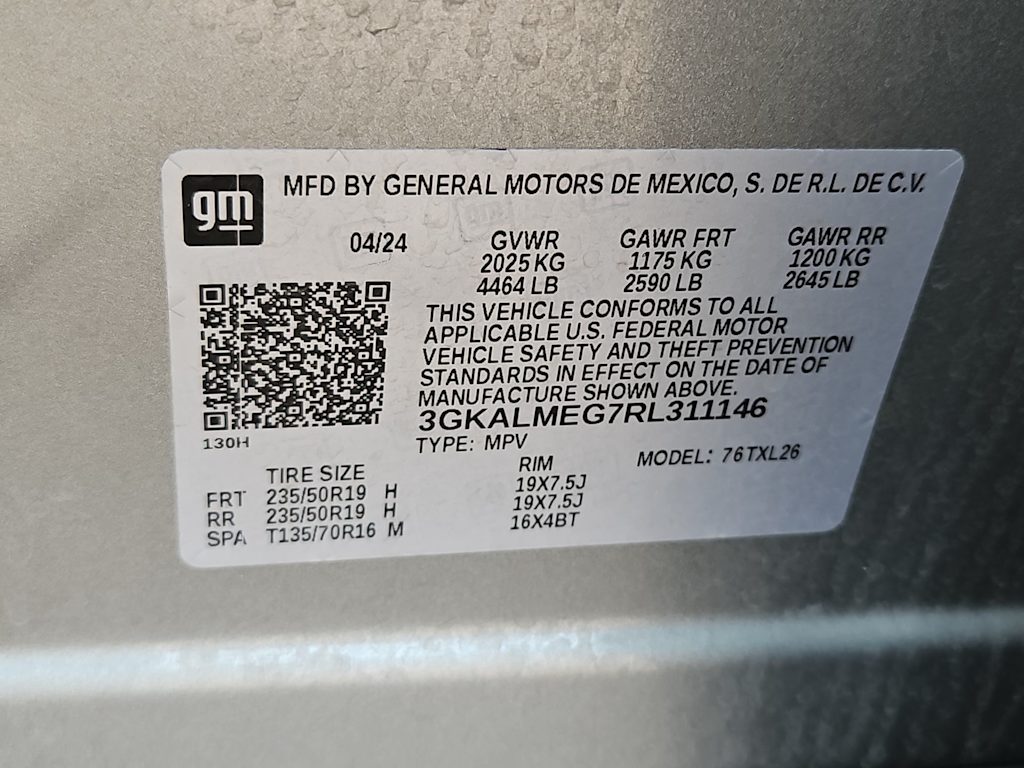 gm
MFD BY GENERAL MOTORS DE MEXICO, S. DE R.L. DE C.V.
04/24 GVWR GAWR FRT GAWR RR
2025 KG 1175 KG 1200 KG
4464 LB 2590 LB 2645 LB
THIS VEHICLE CONFORMS TO ALL
APPLICABLE U.S. FEDERAL MOTOR
VEHICLE SAFETY AND THEFT PREVENTION
STANDARDS IN EFFECT ON THE DATE OF
MANUFACTURE SHOWN ABOVE.
3GKALMEG7RL311146
130H
TYPE: MPV MODEL: 76TXL26
TIRE SIZE RIM
FRT 235/50R19 H 19X7.5J
RR 235/50R19 H 19X7.5J
SPA T135/70R16 M 16X4BT